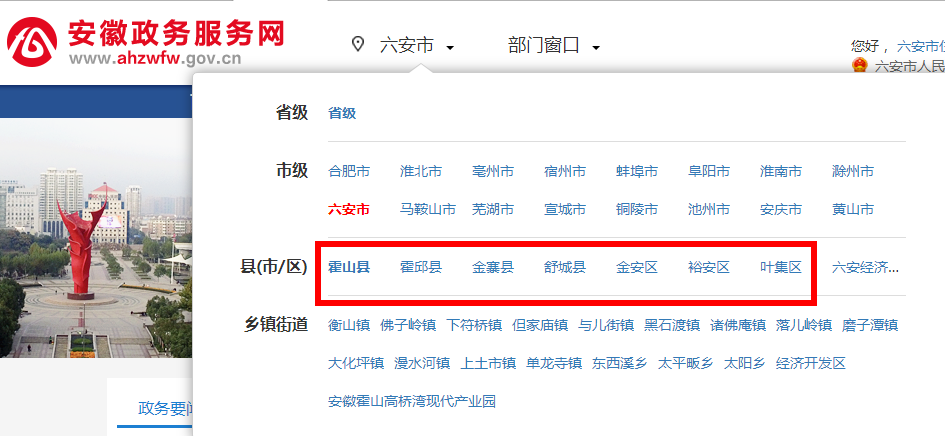 安徽政务服务网
www.ahzwfw.gov.cn
六安市 部门窗口
您好，六安市
六安市人民
省级 省级
市级 合肥市 淮北市 亳州市 宿州市 蚌埠市 阜阳市 淮南市 滁州市
六安市 马鞍山市 芜湖市 宣城市 铜陵市 池州市 安庆市 黄山市
县(市/区) 霍山县 霍邱县 金寨县 舒城县 金安区 裕安区 叶集区 六安经济...
乡镇街道 衡山镇 佛子岭镇 下符桥镇 但家庙镇 与儿街镇 黑石渡镇 诸佛庵镇 落儿岭镇 磨子潭镇
大化坪镇 漫水河镇 上土市镇 单龙寺镇 东西溪乡 太平畈乡 太阳乡 经济开发区
安徽霍山高桥湾现代产业园
政务要